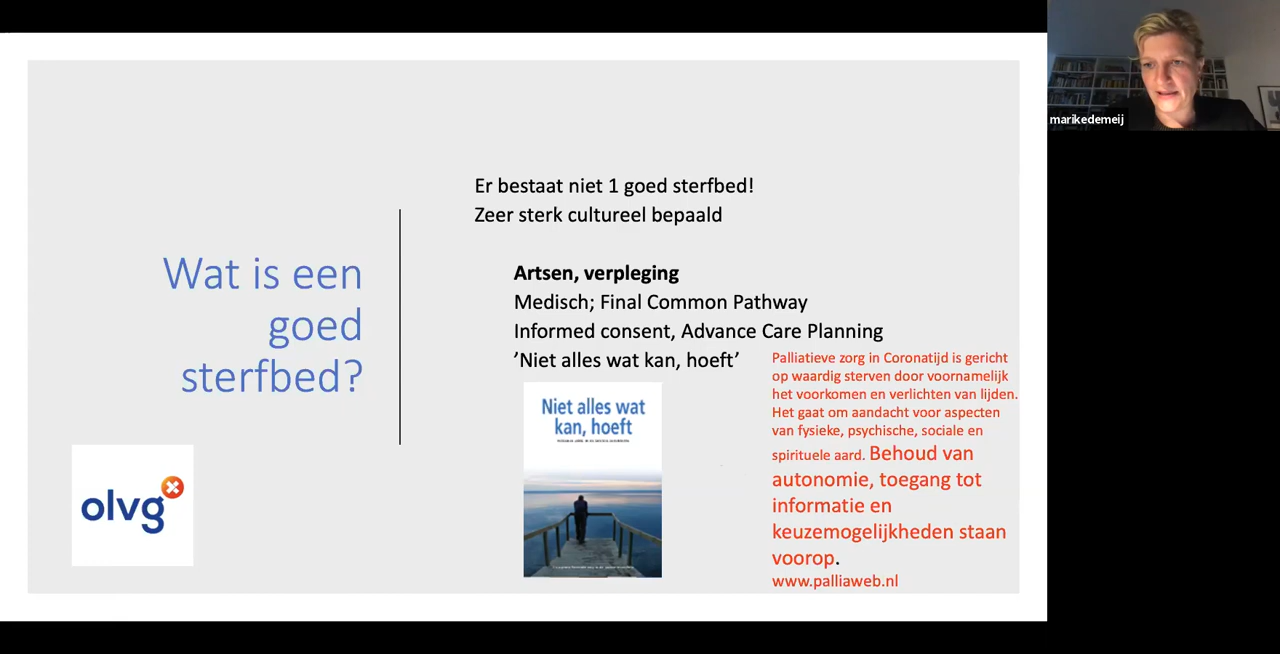 Wat is een
goed
sterfbed?
olvg
Er bestaat niet 1 goed sterfbed!
Zeer sterk cultureel bepaald
Artsen, verpleging
Medisch; Final Common Pathway
Informed consent, Advance Care Planning
’Niet alles wat kan, hoeft’
Niet alles wat
kan, hoeft
Palliatieve zorg in Coronatijd is gericht
op waardig sterven door voornamelijk
het voorkomen en verlichten van lijden.
Het gaat om aandacht voor aspecten
van fysieke, psychische, sociale en
spirituele aard. Behoud van
autonomie, toegang tot
informatie en
keuzemogelijkheden staan
voorop.
www.palliaweb.nl
marikedemeij